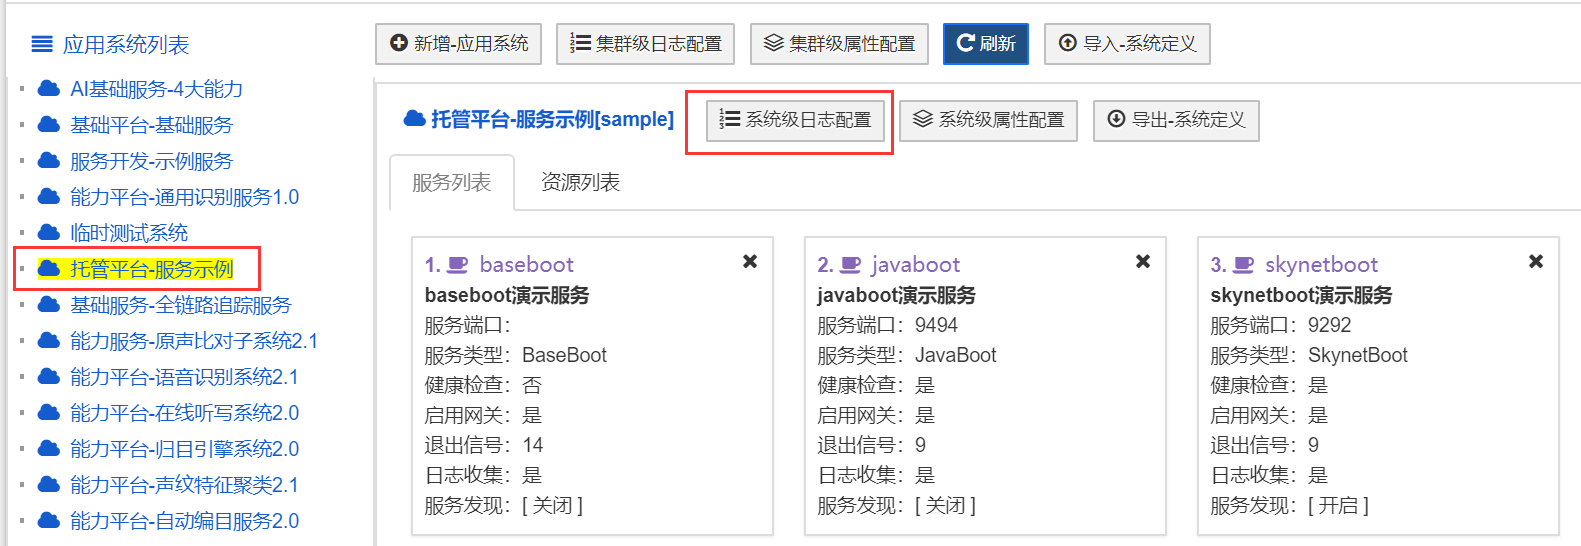 应用系统列表
AI基础服务-4大能力
基础平台-基础服务
服务开发-示例服务
能力平台-通用识别服务1.0
临时测试系统
托管平台-服务示例
基础服务-全链路追踪服务
能力服务-原声比对子系统2.1
能力平台-语音识别系统2.1
能力平台-在线听写系统2.0
能力平台-归目引擎系统2.0
能力平台-声纹特征聚类2.1
能力平台-自动编目服务2.0
新增-应用系统 集群级日志配置 集群级属性配置 刷新 导入-系统定义
托管平台-服务示例[sample] 系统级日志配置 系统级属性配置 导出-系统定义
服务列表 资源列表
1. baseboot
baseboot演示服务
服务端口：
服务类型：BaseBoot
健康检查：否
启用网关：是
退出信号：14
日志收集：是
服务发现：[ 关闭 ]
2. javaboot
javaboot演示服务
服务端口：9494
服务类型：JavaBoot
健康检查：是
启用网关：是
退出信号：9
日志收集：是
服务发现：[ 关闭 ]
3. skynetboot
skynetboot演示服务
服务端口：9292
服务类型：SkynetBoot
健康检查：是
启用网关：是
退出信号：9
日志收集：是
服务发现：[ 开启 ]